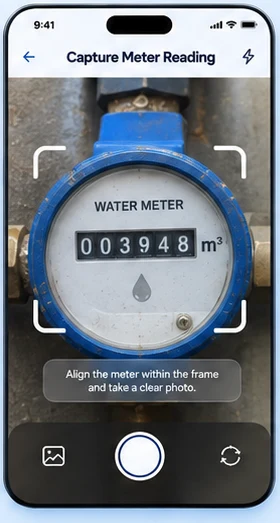 9:41
Capture Meter Reading
WATER METER
003948 m³
Align the meter within the frame
and take a clear photo.